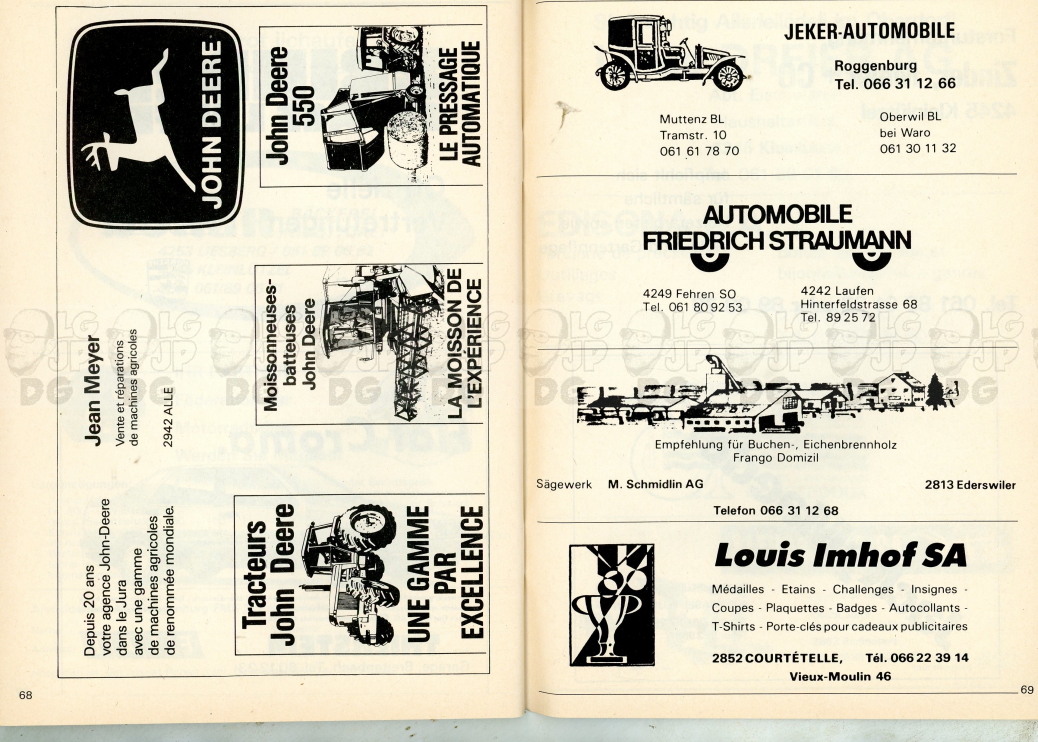 JOHN DEERE
Jean Meyer
Vente et réparations
de machines agricoles
2942 ALLE
Depuis 20 ans
votre agence John-Deere
dans le Jura
avec une gamme
de machines agricoles
de renommée mondiale.
John Deere
550
LE PRESSAGE
AUTOMATIQUE
Moissonneuses-
batteuses
John Deere
LA MOISSON DE
L'EXPÉRIENCE
Tracteurs
John Deere
UNE GAMME
PAR
EXCELLENCE
68
JEKER-AUTOMOBILE
Roggenburg
Tel. 066 31 12 66
Muttenz BL
Tramstr. 10
061 61 78 70
Oberwil BL
bei Waro
061 30 11 32
AUTOMOBILE
FRIEDRICH STRAUMANN
4249 Fehren SO
Tel. 061 80 92 53
4242 Laufen
Hinterfeldstrasse 68
Tel. 89 25 72
Empfehlung für Buchen-, Eichenbrennholz
Frango Domizil
Sägewerk M. Schmidlin AG 2813 Ederswiler
Telefon 066 31 12 68
Louis Imhof SA
Médailles - Etains - Challenges - Insignes -
Coupes - Plaquettes - Badges - Autocollants -
T-Shirts - Porte-clés pour cadeaux publicitaires
2852 COURTÉTELLE, Tél. 066 22 39 14
Vieux-Moulin 46
69
LG
JP
DG